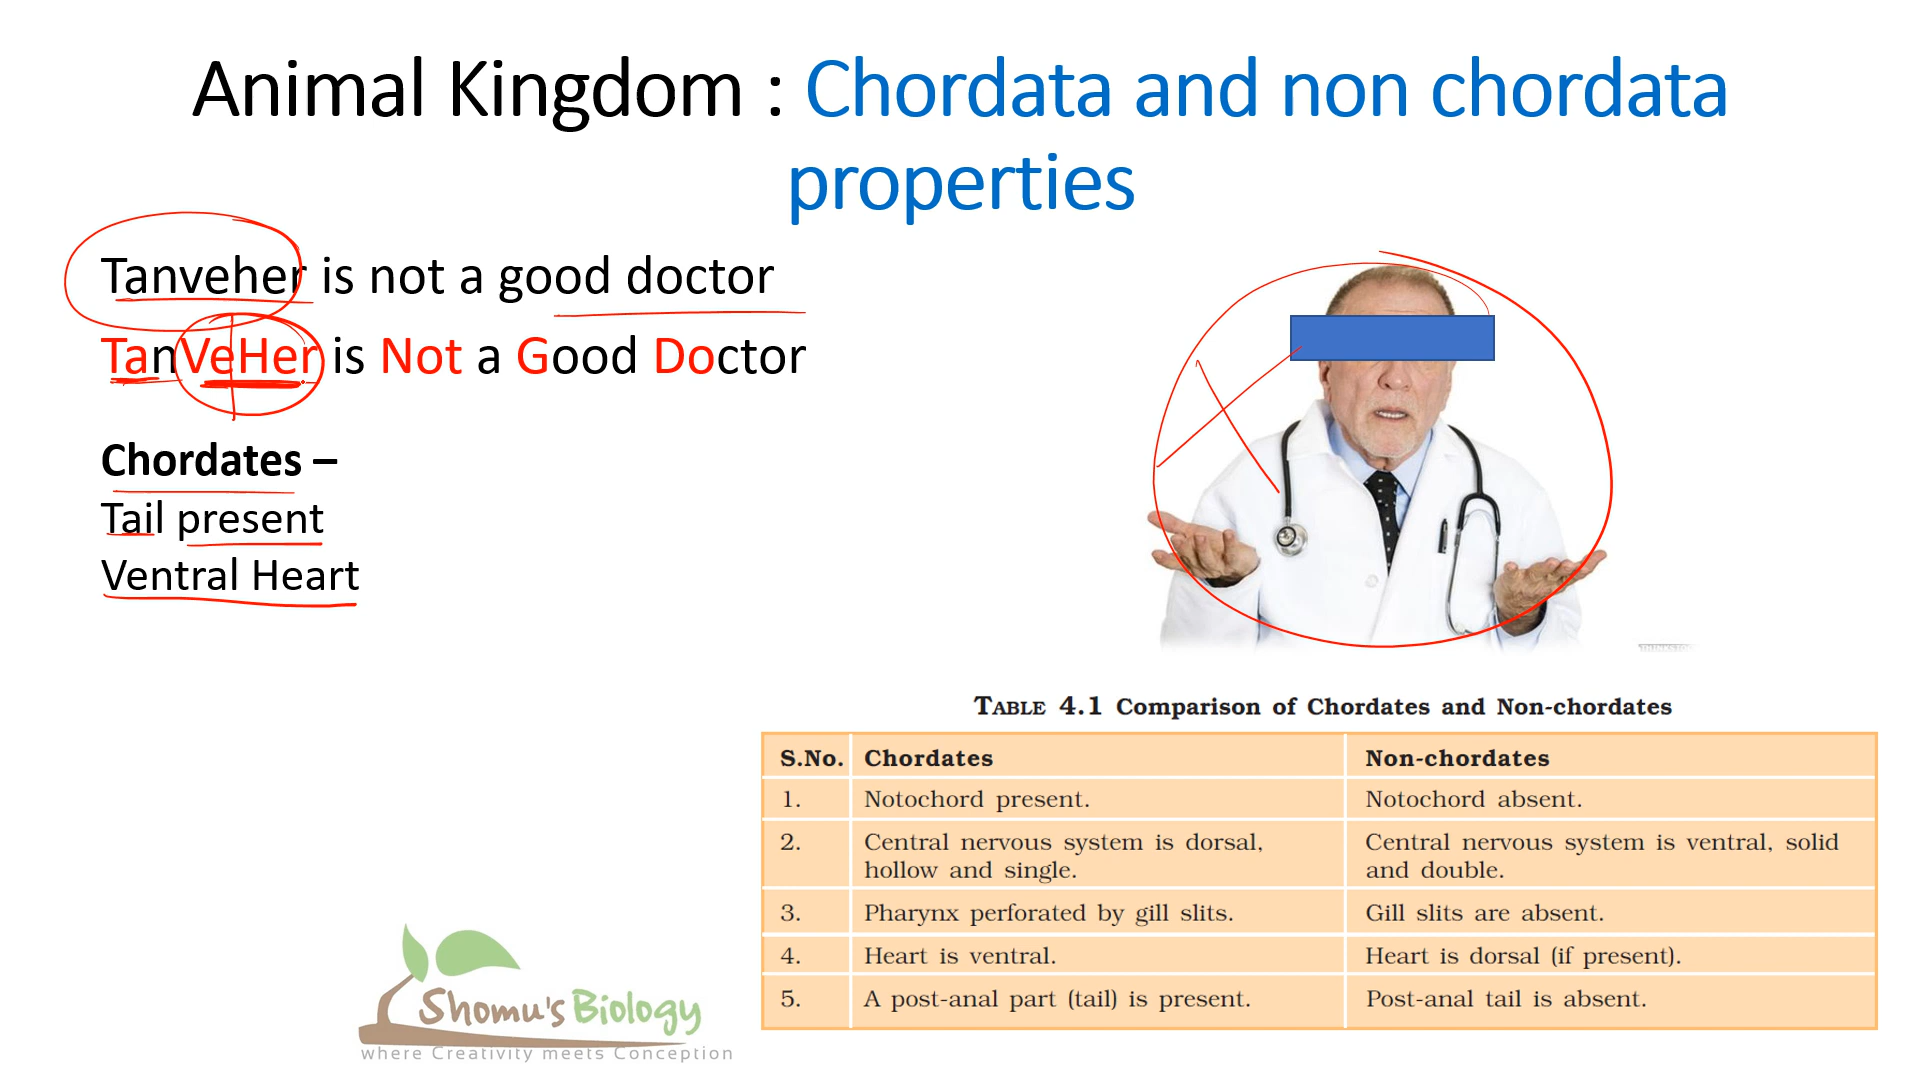 Animal Kingdom : Chordata and non chordata
properties
Tanveher is not a good doctor
TanVeHer is Not a Good Doctor
Chordates –
Tail present
Ventral Heart
THINKSTO
TABLE 4.1 Comparison of Chordates and Non-chordates
S.No. Chordates Non-chordates
1. Notochord present. Notochord absent.
2. Central nervous system is dorsal, Central nervous system is ventral, solid
hollow and single. and double.
3. Pharynx perforated by gill slits. Gill slits are absent.
4. Heart is ventral. Heart is dorsal (if present).
5. A post-anal part (tail) is present. Post-anal tail is absent.
Shomu's Biology
where Creativity meets Conception